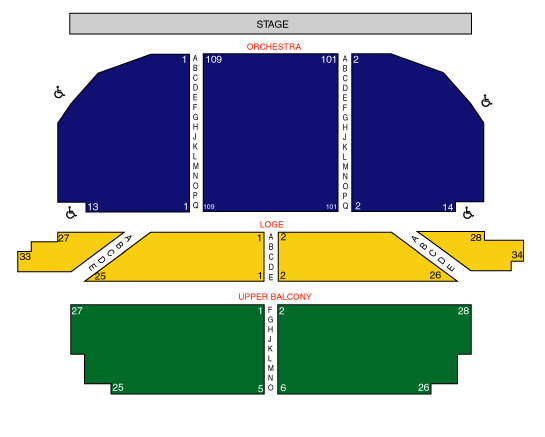 STAGE
ORCHESTRA
1 A 109 101 A 2
B B
C C
D D
E E
F F
G G
H H
J J
K K
L L
M M
N N
O O
P P
13 1 Q 109 101 Q 2 14
LOGE
27 A 1 A 2 A 28
33 B B B 34
C C C
D D D
E 25 1 E 2 26 E
UPPER BALCONY
27 1 F 2 28
G
H
J
K
L
M
N
25 5 O 6 26